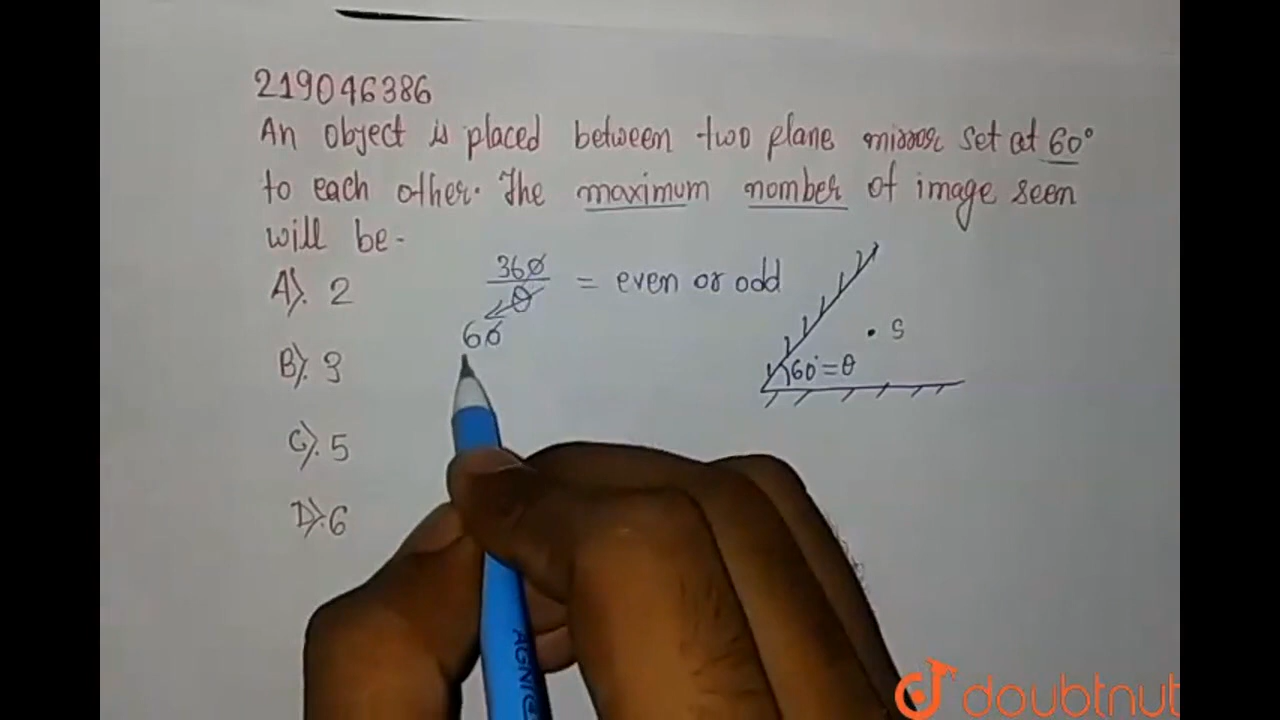 219046386
An object is placed between two plane mirror set at 60°
to each other. The maximum nomber of image seen
will be -
A). 2
360/θ = even or odd
60
B). 3
C). 5
D). 6
S
60° = θ
AGNI
doubtnut